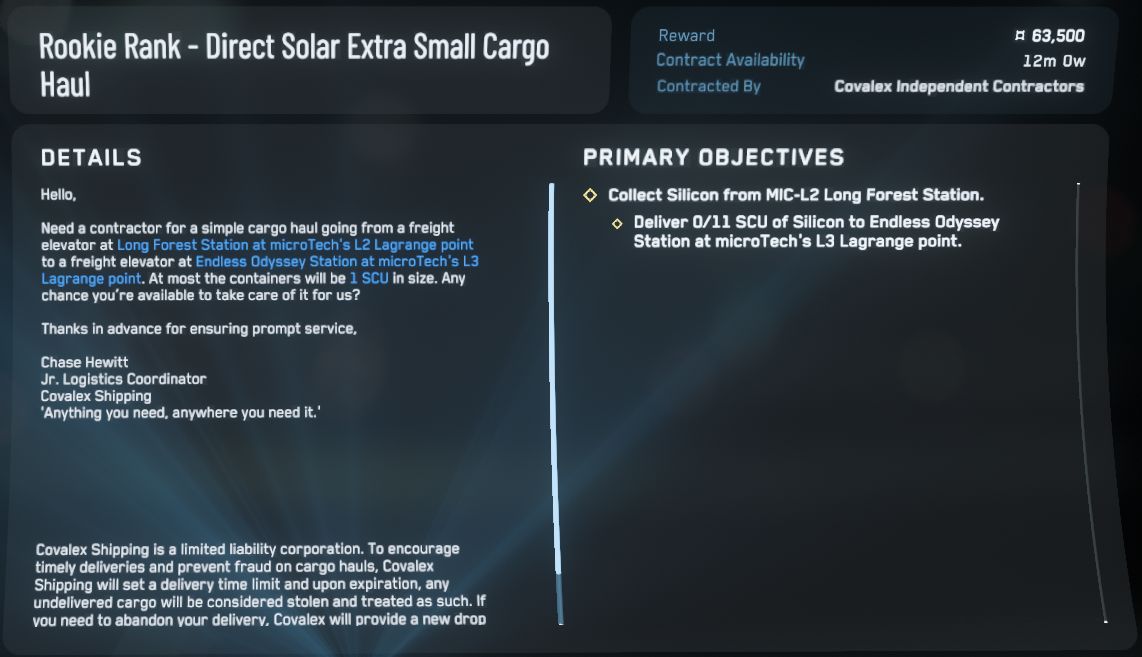 Rookie Rank - Direct Solar Extra Small Cargo
Haul
Reward ¤ 63,500
Contract Availability 12m 0w
Contracted By Covalex Independent Contractors
DETAILS
Hello,
Need a contractor for a simple cargo haul going from a freight
elevator at Long Forest Station at microTech's L2 Lagrange point
to a freight elevator at Endless Odyssey Station at microTech's L3
Lagrange point. At most the containers will be 1 SCU in size. Any
chance you're available to take care of it for us?
Thanks in advance for ensuring prompt service,
Chase Hewitt
Jr. Logistics Coordinator
Covalex Shipping
'Anything you need, anywhere you need it.'
Covalex Shipping is a limited liability corporation. To encourage
timely deliveries and prevent fraud on cargo hauls, Covalex
Shipping will set a delivery time limit and upon expiration, any
undelivered cargo will be considered stolen and treated as such. If
you need to abandon your delivery, Covalex will provide a new drop
PRIMARY OBJECTIVES
Collect Silicon from MIC-L2 Long Forest Station.
Deliver 0/11 SCU of Silicon to Endless Odyssey
Station at microTech's L3 Lagrange point.